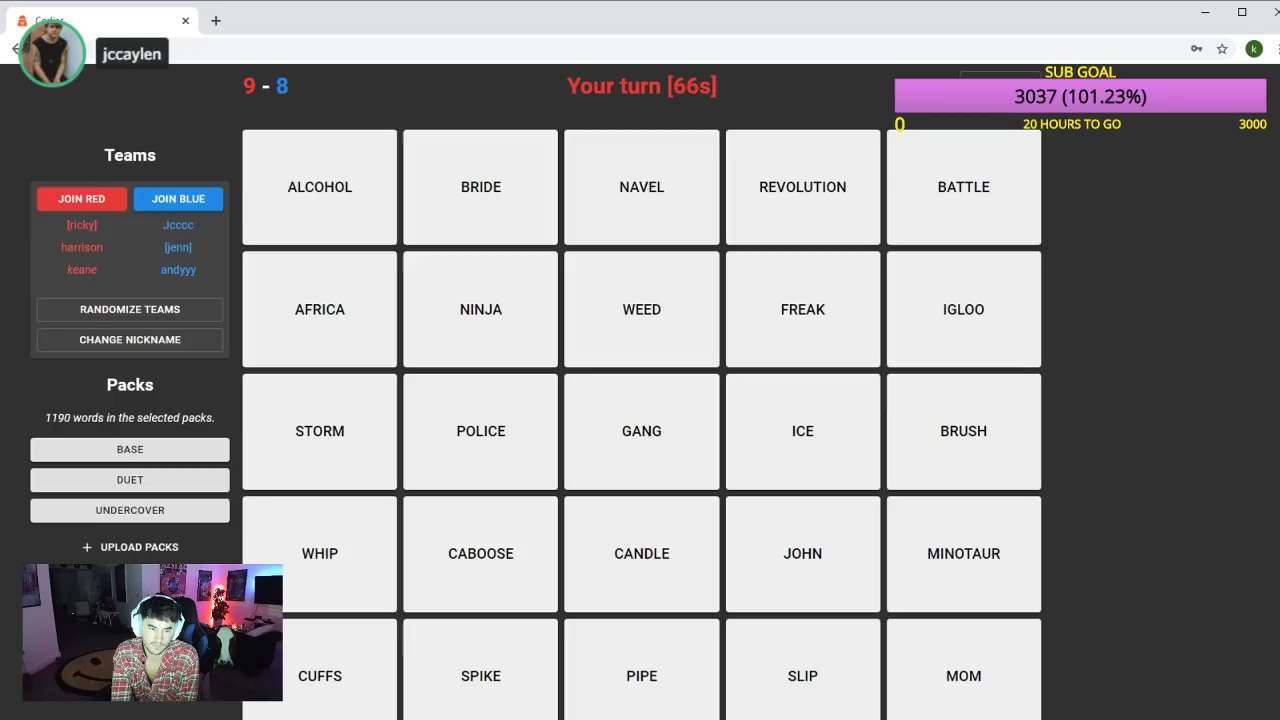 jccaylen
k
9 - 8
Your turn [66s]
SUB GOAL
3037 (101.23%)
0
20 HOURS TO GO
3000
Teams
JOIN RED
JOIN BLUE
[ricky]
Jcccc
harrison
[jenn]
keane
andyyy
RANDOMIZE TEAMS
CHANGE NICKNAME
Packs
1190 words in the selected packs.
BASE
DUET
UNDERCOVER
+ UPLOAD PACKS
ALCOHOL
BRIDE
NAVEL
REVOLUTION
BATTLE
AFRICA
NINJA
WEED
FREAK
IGLOO
STORM
POLICE
GANG
ICE
BRUSH
WHIP
CABOOSE
CANDLE
JOHN
MINOTAUR
CUFFS
SPIKE
PIPE
SLIP
MOM